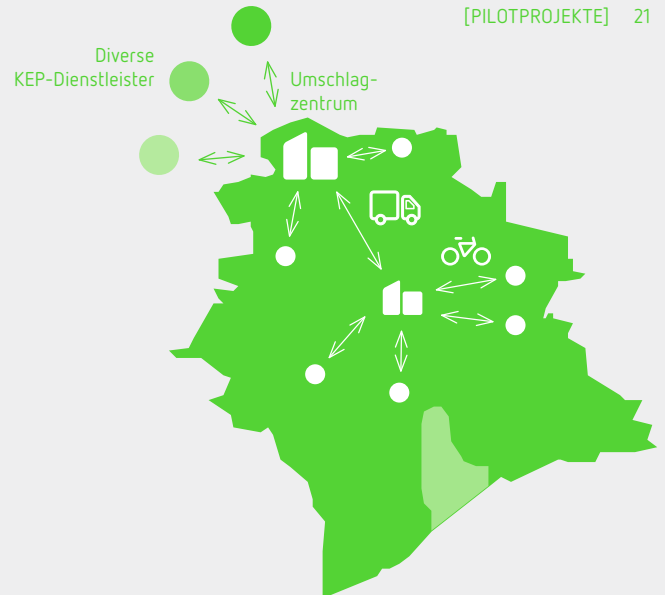 [PILOTPROJEKTE] 21
Diverse
KEP-Dienstleister
Umschlag-
zentrum